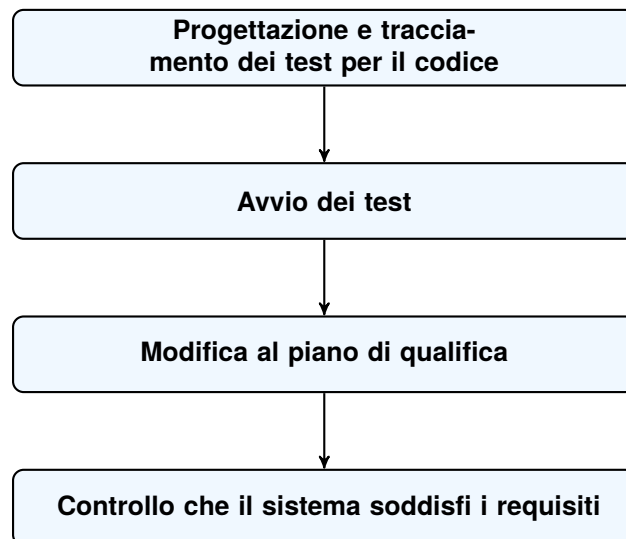 Progettazione e traccia-
mento dei test per il codice
Avvio dei test
Modifica al piano di qualifica
Controllo che il sistema soddisfi i requisiti